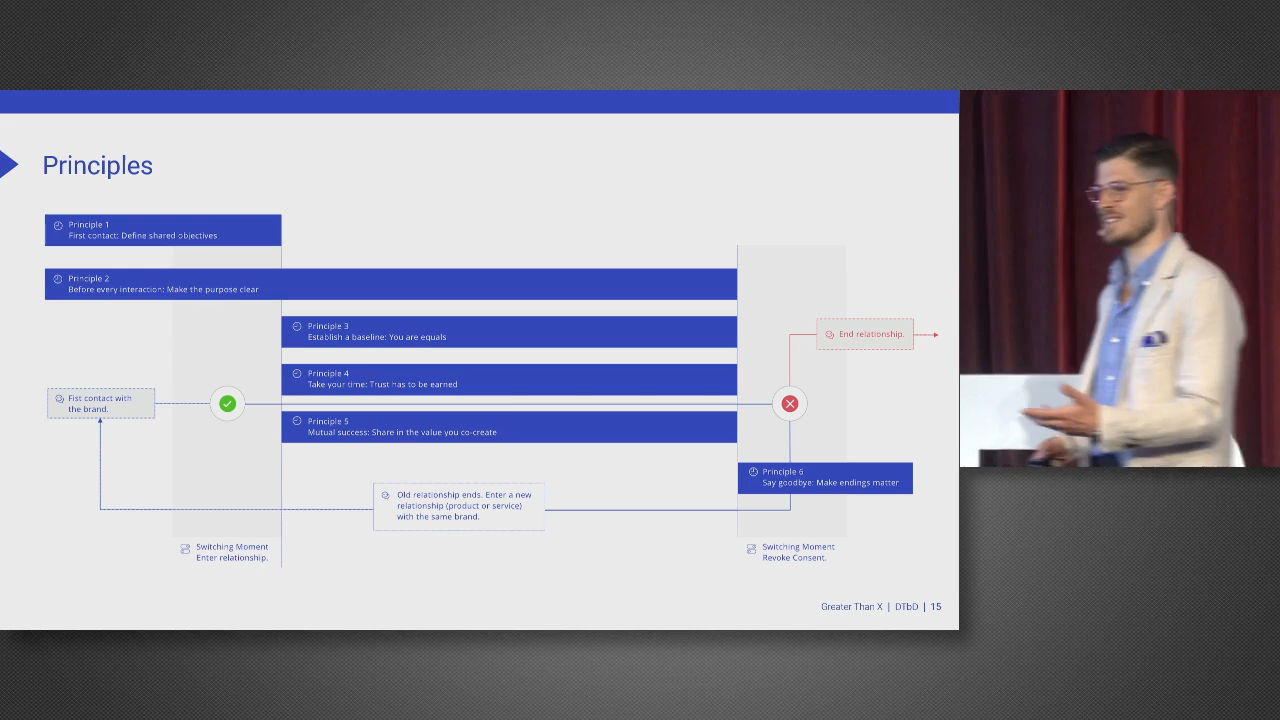 Principles
Principle 1
First contact: Define shared objectives
Principle 2
Before every interaction: Make the purpose clear
Principle 3
Establish a baseline: You are equals
End relationship.
Principle 4
Take your time: Trust has to be earned
Fist contact with
the brand.
Principle 5
Mutual success: Share in the value you co-create
Principle 6
Say goodbye: Make endings matter
Old relationship ends. Enter a new
relationship (product or service)
with the same brand.
Switching Moment
Enter relationship.
Switching Moment
Revoke Consent.
Greater Than X | DTbD | 15